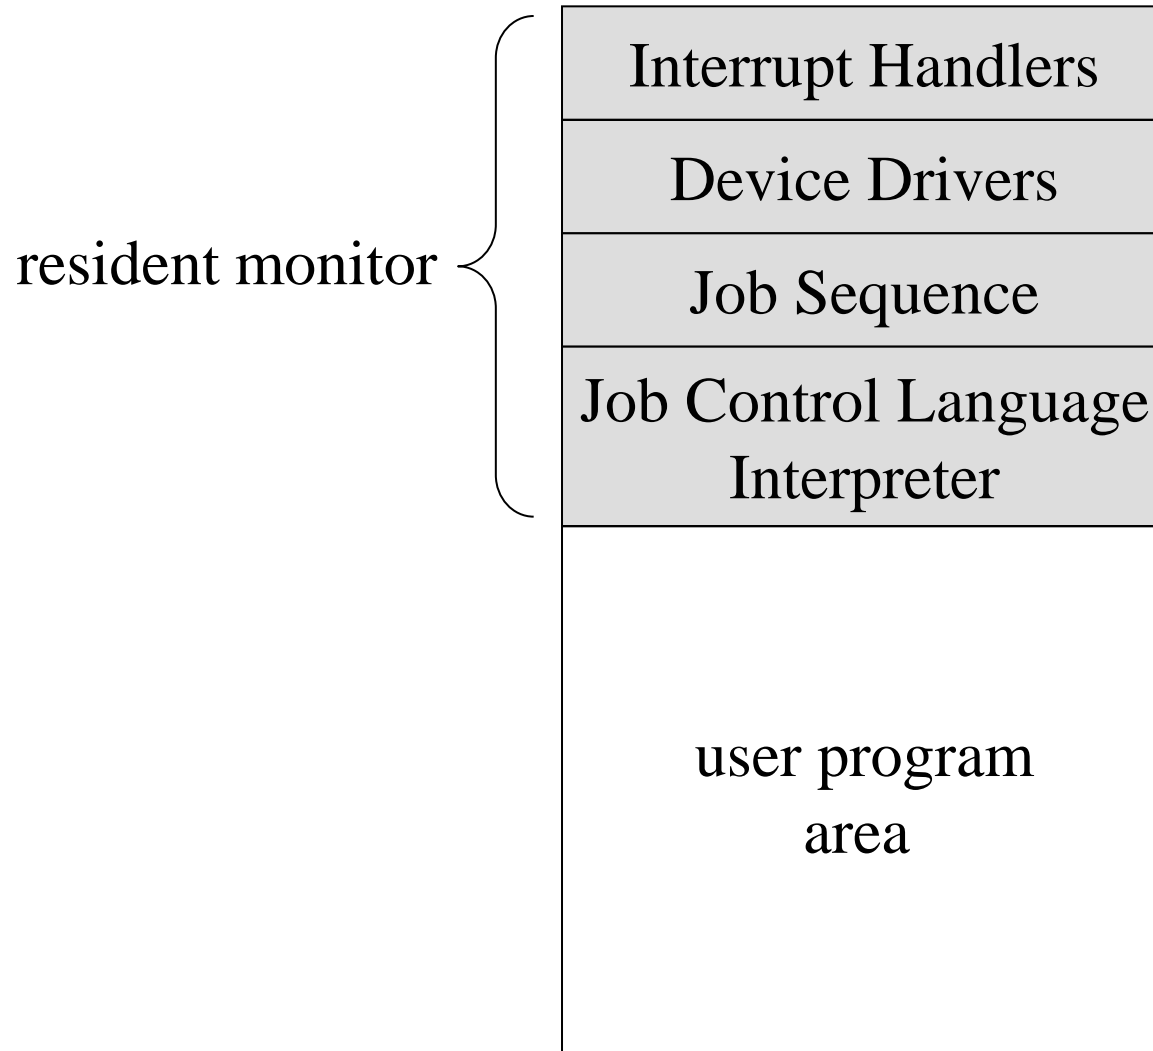 Interrupt Handlers
Device Drivers
resident monitor
Job Sequence
Job Control Language
Interpreter
user program
area